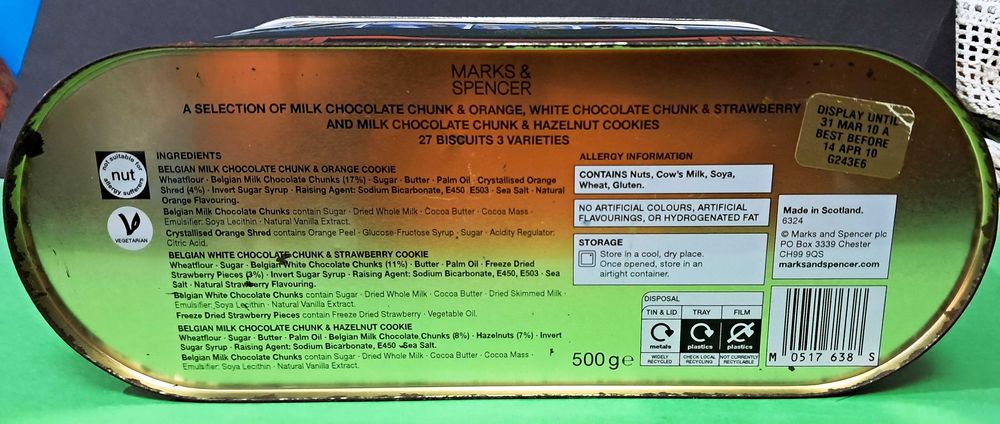 MARKS &
SPENCER
A SELECTION OF MILK CHOCOLATE CHUNK & ORANGE, WHITE CHOCOLATE CHUNK & STRAWBERRY
AND MILK CHOCOLATE CHUNK & HAZELNUT COOKIES
27 BISCUITS 3 VARIETIES
DISPLAY UNTIL
31 MAR 10 A
BEST BEFORE
14 APR 10
G243E6
not suitable for
nut
allergy sufferers
V
VEGETARIAN
INGREDIENTS
BELGIAN MILK CHOCOLATE CHUNK & ORANGE COOKIE
Wheatflour · Belgian Milk Chocolate Chunks (17%) · Sugar · Butter · Palm Oil · Crystallised Orange
Shred (4%) · Invert Sugar Syrup · Raising Agent: Sodium Bicarbonate, E450, E503 · Sea Salt · Natural
Orange Flavouring.
Belgian Milk Chocolate Chunks contain Sugar · Dried Whole Milk · Cocoa Butter · Cocoa Mass ·
Emulsifier: Soya Lecithin · Natural Vanilla Extract.
Crystallised Orange Shred contains Orange Peel · Glucose-Fructose Syrup · Sugar · Acidity Regulator:
Citric Acid.
BELGIAN WHITE CHOCOLATE CHUNK & STRAWBERRY COOKIE
Wheatflour · Sugar · Belgian White Chocolate Chunks (11%) · Butter · Palm Oil · Freeze Dried
Strawberry Pieces (3%) · Invert Sugar Syrup · Raising Agent: Sodium Bicarbonate, E450, E503 · Sea
Salt · Natural Strawberry Flavouring.
Belgian White Chocolate Chunks contain Sugar · Dried Whole Milk · Cocoa Butter · Dried Skimmed Milk ·
Emulsifier: Soya Lecithin · Natural Vanilla Extract.
Freeze Dried Strawberry Pieces contain Freeze Dried Strawberry · Vegetable Oil.
BELGIAN MILK CHOCOLATE CHUNK & HAZELNUT COOKIE
Wheatflour · Sugar · Butter · Palm Oil · Belgian Milk Chocolate Chunks (8%) · Hazelnuts (7%) · Invert
Sugar Syrup · Raising Agent: Sodium Bicarbonate, E450 · Sea Salt.
Belgian Milk Chocolate Chunks contain Sugar · Dried Whole Milk · Cocoa Butter · Cocoa Mass ·
Emulsifier: Soya Lecithin · Natural Vanilla Extract.
ALLERGY INFORMATION
CONTAINS Nuts, Cow's Milk, Soya,
Wheat, Gluten.
NO ARTIFICIAL COLOURS, ARTIFICIAL
FLAVOURINGS, OR HYDROGENATED FAT
STORAGE
Store in a cool, dry place.
Once opened, store in an
airtight container.
Made in Scotland.
6324
© Marks and Spencer plc
PO Box 3339 Chester
CH99 9QS
marksandspencer.com
500g e
DISPOSAL
TIN & LID TRAY FILM
metals plastics plastics
WIDELY RECYCLED CHECK LOCAL RECYCLING NOT CURRENTLY RECYCLABLE
M 0517 638 S